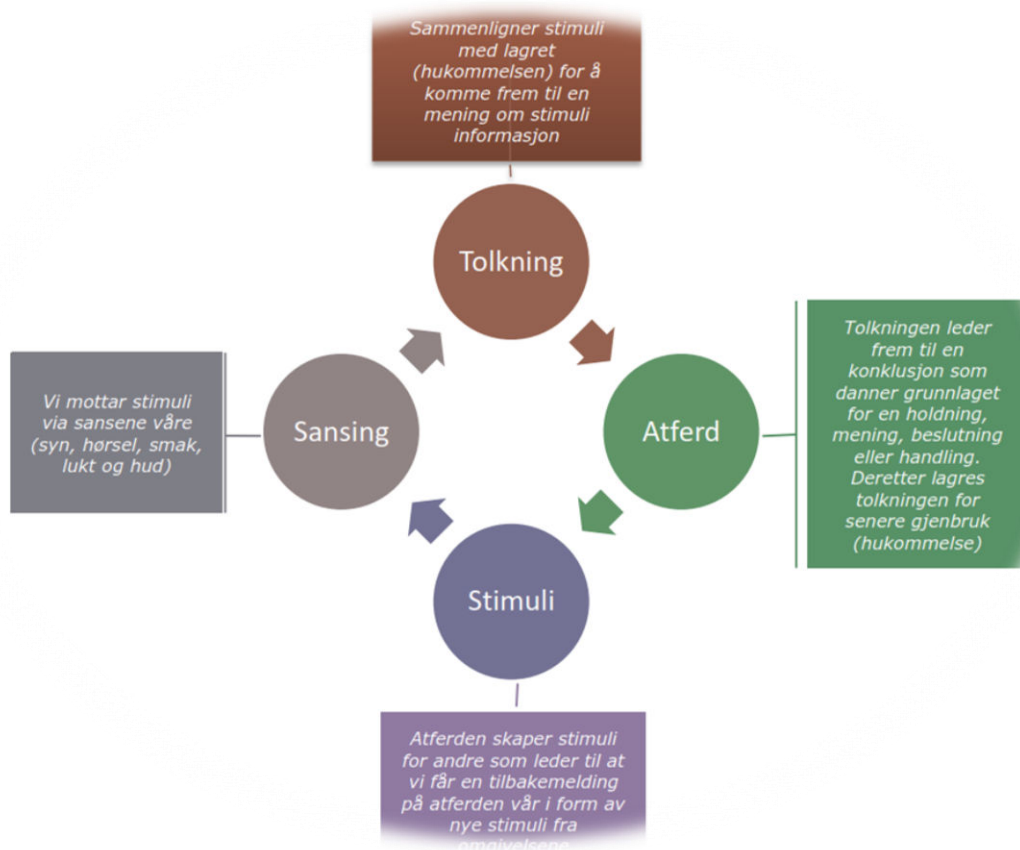 Sammenligner stimuli
med lagret
(hukommelsen) for å
komme frem til en
mening om stimuli
informasjon
Tolkning
Tolkningen leder
frem til en
konklusjon som
danner grunnlaget
for en holdning,
mening, beslutning
eller handling.
Deretter lagres
tolkningen for
senere gjenbruk
(hukommelse)
Vi mottar stimuli
via sansene våre
(syn, hørsel, smak,
lukt og hud)
Sansing
Atferd
Stimuli
Atferden skaper stimuli
for andre som leder til at
vi får en tilbakemelding
på atferden vår i form av
nye stimuli fra
omgivelsene